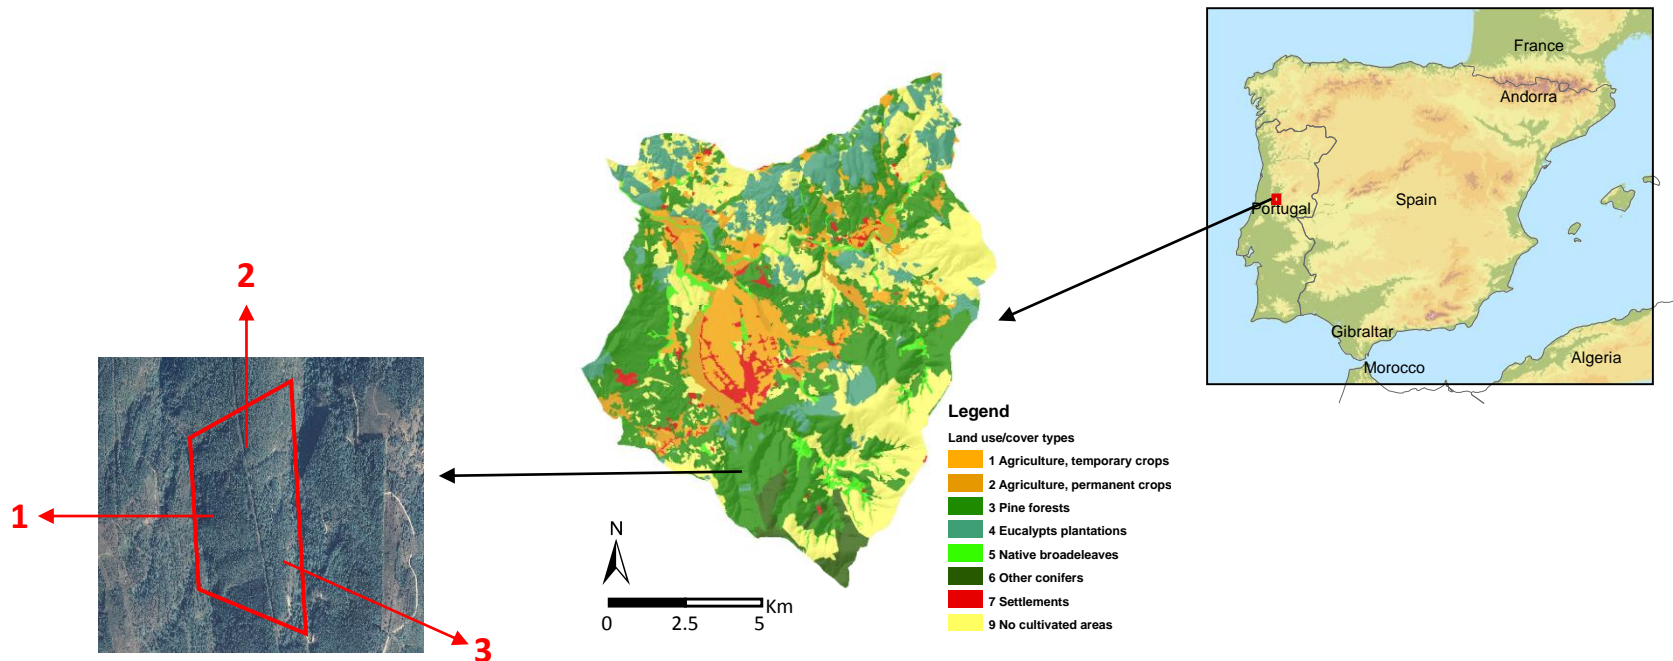 2
1
3
N
0 2.5 5 Km
Legend
Land use/cover types
1 Agriculture, temporary crops
2 Agriculture, permanent crops
3 Pine forests
4 Eucalypts plantations
5 Native broadeleaves
6 Other conifers
7 Settlements
9 No cultivated areas
France
Andorra
Portugal
Spain
Gibraltar
Morocco
Algeria